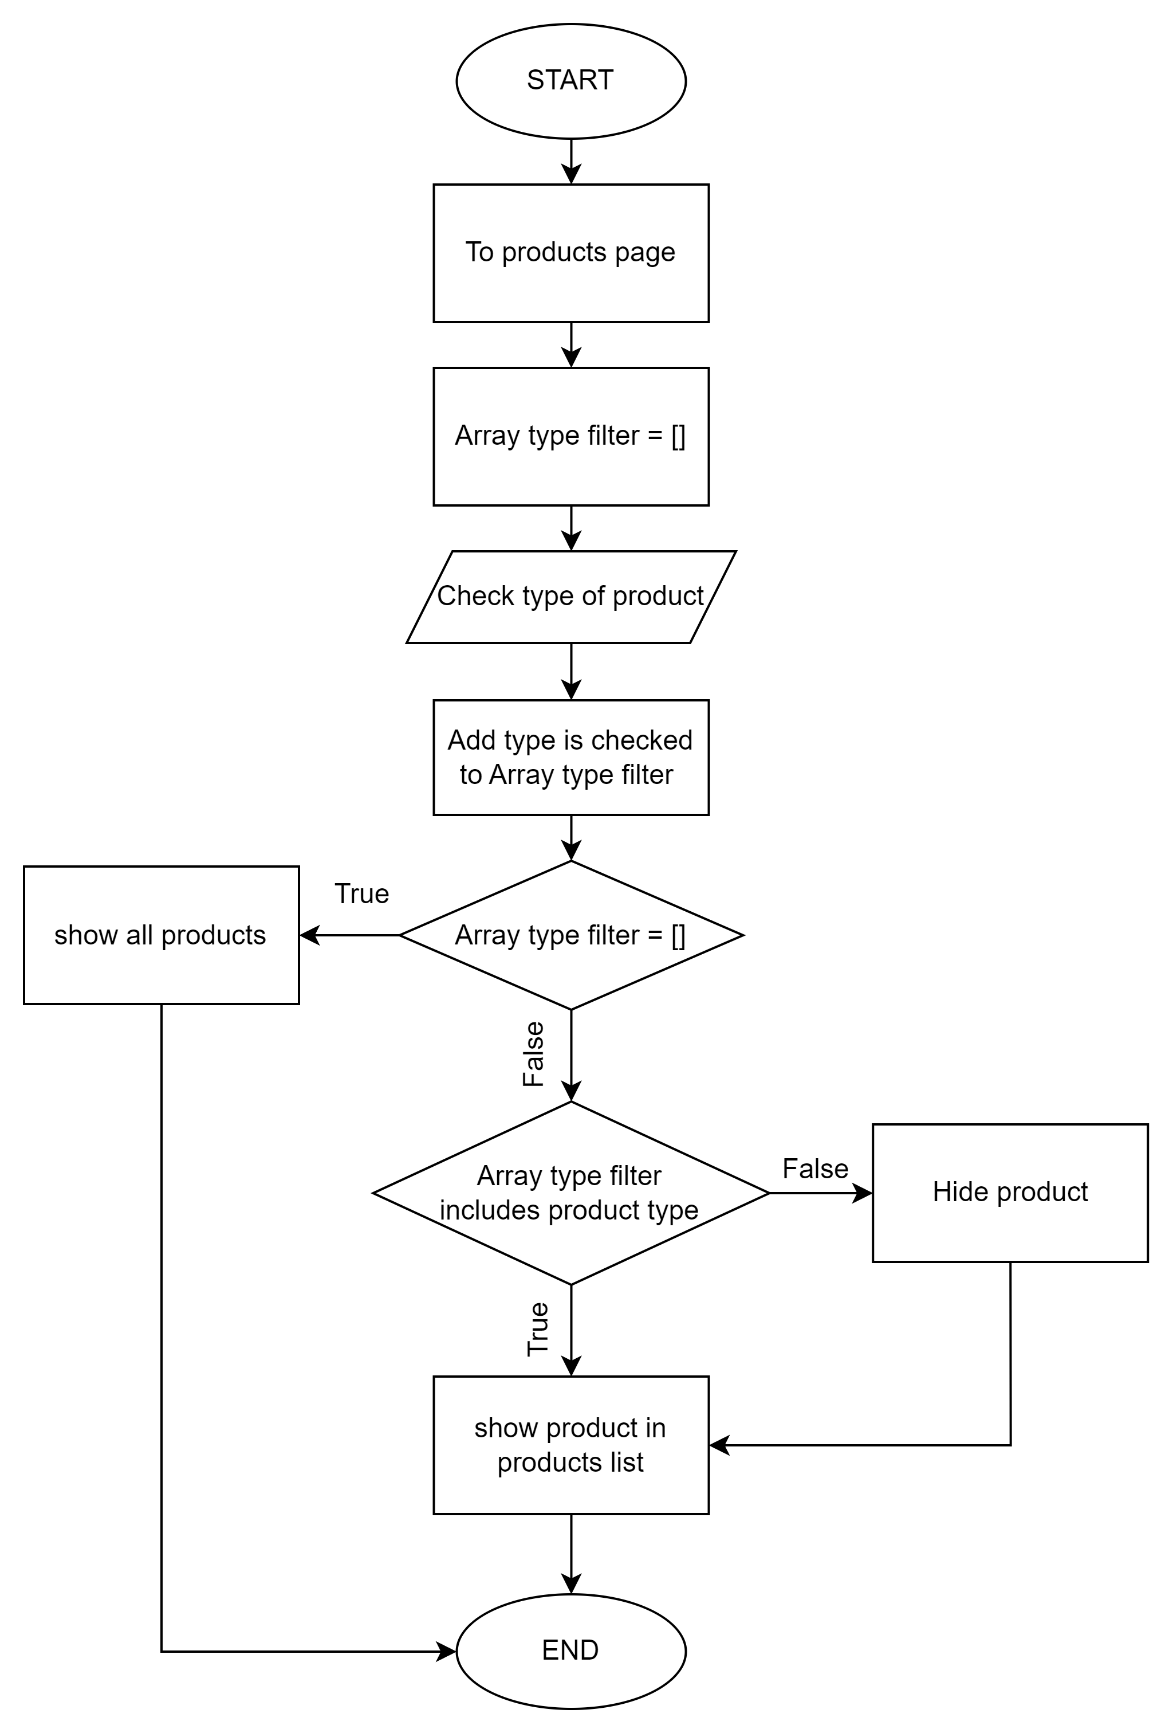 START
To products page
Array type filter = []
Check type of product
Add type is checked
to Array type filter
True
show all products
Array type filter = []
False
Array type filter
includes product type
False
Hide product
True
show product in
products list
END